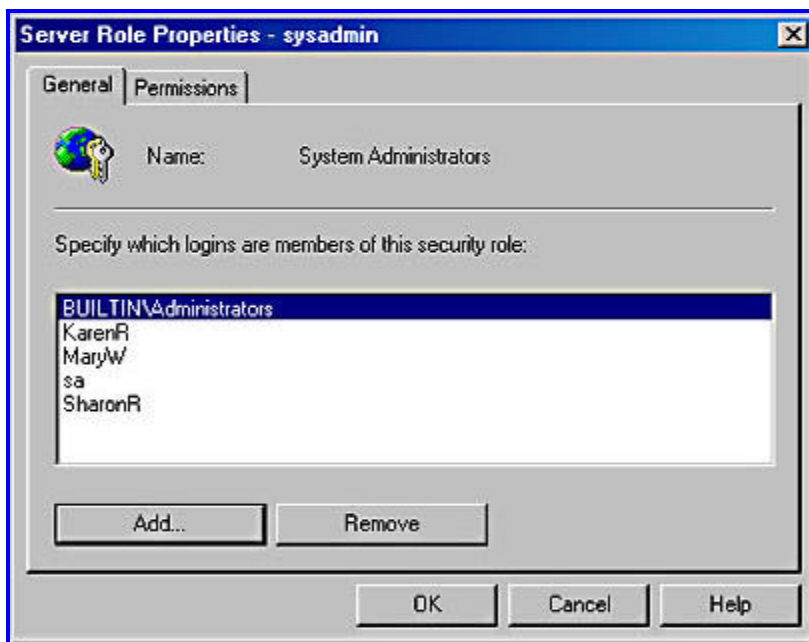 Server Role Properties - sysadmin
General Permissions
Name: System Administrators
Specify which logins are members of this security role:
BUILTIN\Administrators
KarenR
MaryW
sa
SharonR
Add... Remove
OK Cancel Help